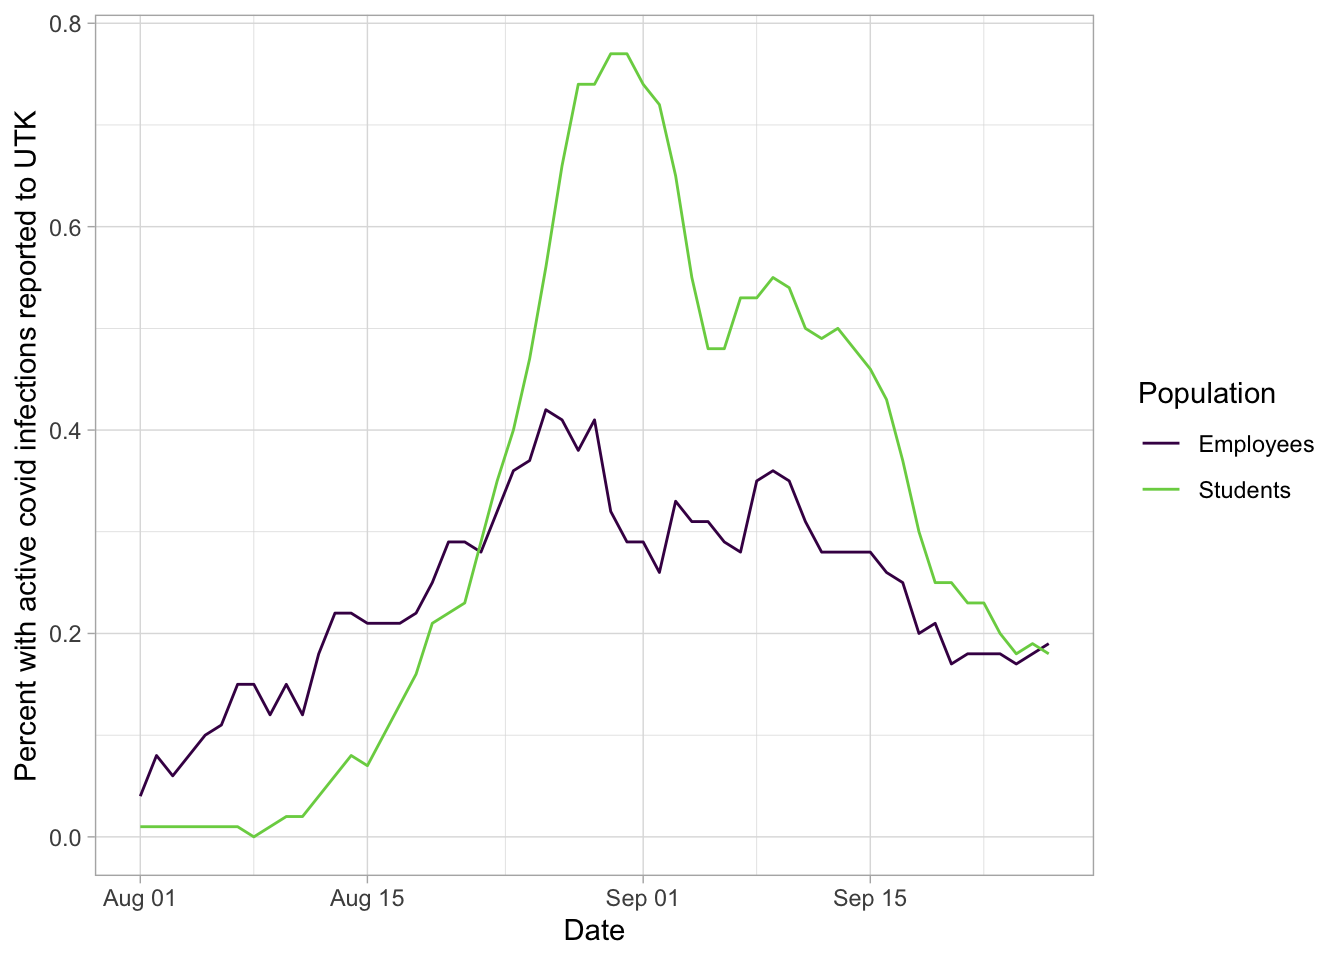 Percent with active covid infections reported to UTK
0.8
0.6
0.4
0.2
0.0
Aug 01
Aug 15
Sep 01
Sep 15
Date
Population
Employees
Students